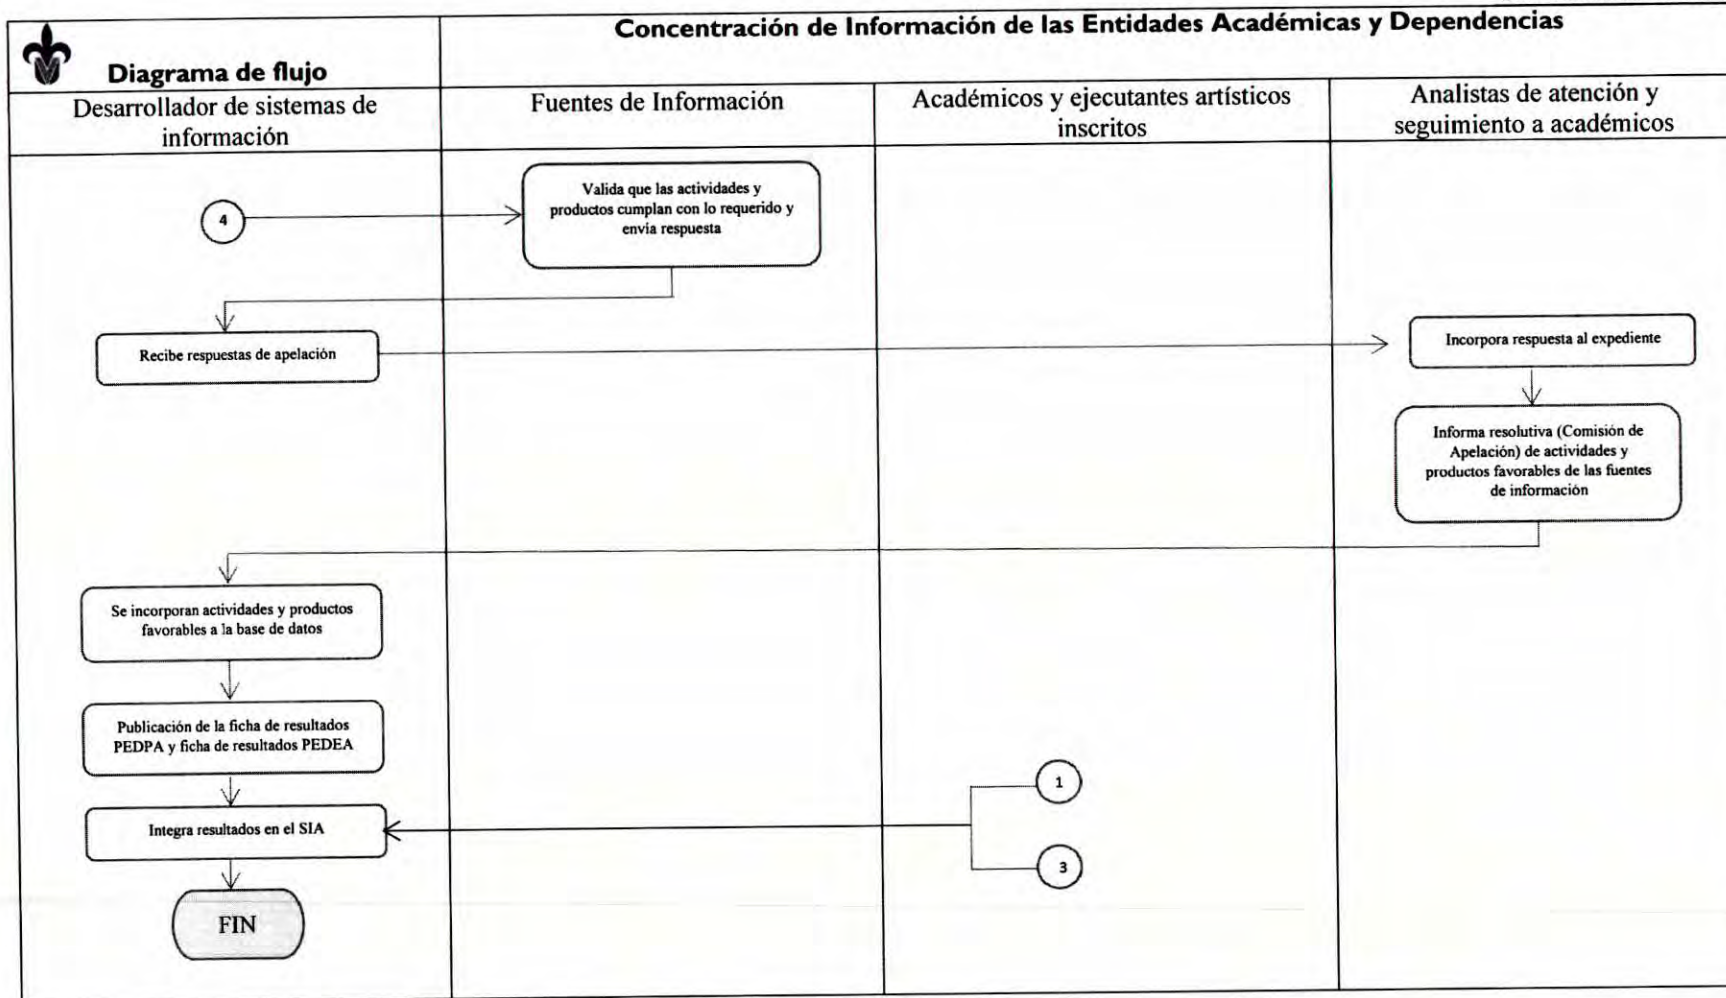 Concentración de Información de las Entidades Académicas y Dependencias
Diagrama de flujo
Desarrollador de sistemas de
información
Fuentes de Información
Académicos y ejecutantes artísticos
inscritos
Analistas de atención y
seguimiento a académicos
4
Valida que las actividades y
productos cumplan con lo requerido y
envía respuesta
Recibe respuestas de apelación
Incorpora respuesta al expediente
Informa resolutiva (Comisión de
Apelación) de actividades y
productos favorables de las fuentes
de información
Se incorporan actividades y productos
favorables a la base de datos
Publicación de la ficha de resultados
PEDPA y ficha de resultados PEDEA
1
Integra resultados en el SIA
3
FIN